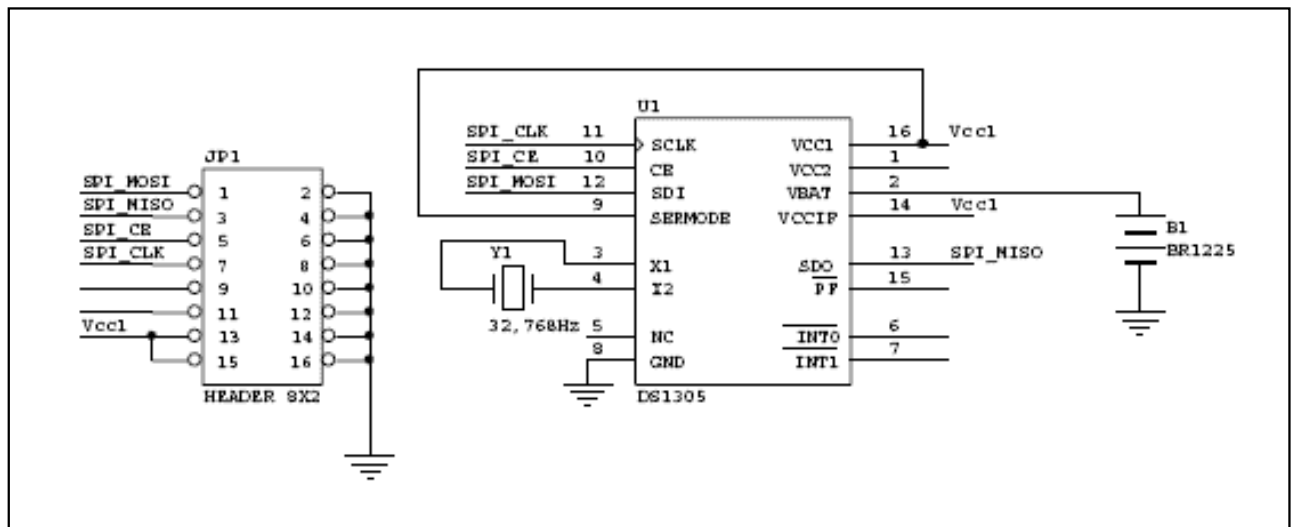 JP1
SPI_MOSI 1 2
SPI_MISO 3 4
SPI_CE 5 6
SPI_CLK 7 8
9 10
11 12
Vcc1 13 14
15 16
HEADER 8X2
U1
SPI_CLK 11 SCLK VCC1 16 Vcc1
SPI_CE 10 CE VCC2 1
SPI_MOSI 12 SDI VBAT 2
9 SERMODE VCCIF 14 Vcc1
3 X1 SDO 13 SPI_MISO
4 X2 PF 15
Y1
32,768Hz
5 NC INT0 6
8 GND INT1 7
DS1305
B1
BR1225